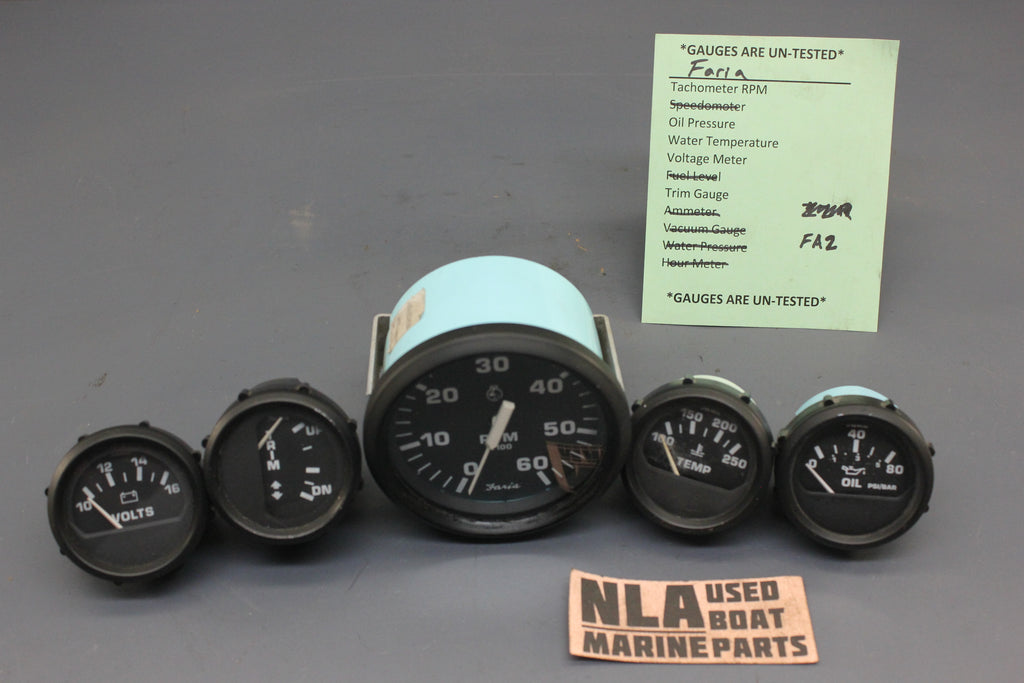 *GAUGES ARE UN-TESTED*
Faria
Tachometer RPM
Speedometer
Oil Pressure
Water Temperature
Voltage Meter
Fuel Level
Trim Gauge
Ammeter
Vacuum Gauge
FA2
Water Pressure
Hour Meter
*GAUGES ARE UN-TESTED*
10 12 14 16
VOLTS
UP
TRIM
DN
0 10 20 30 40 50 60
RPM
x100
Faria
100 150 200 250
TEMP
0 40 80
OIL PSI/BAR
NLA USED
BOAT
MARINE PARTS